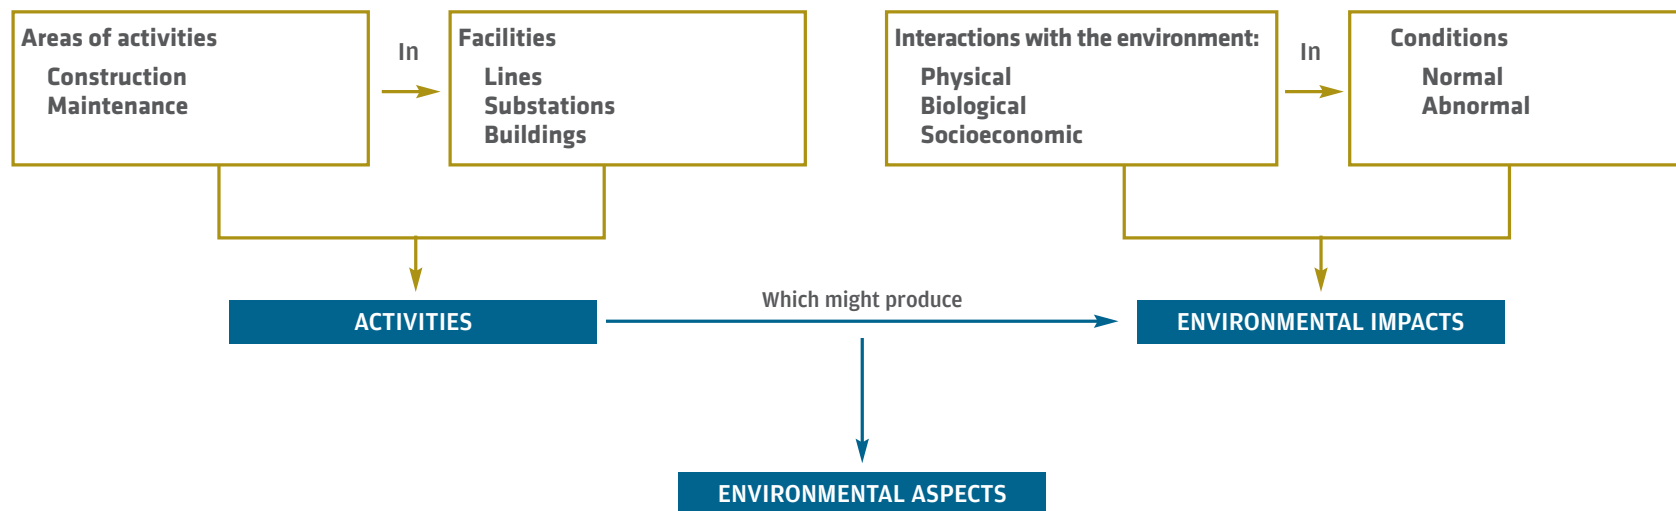 Areas of activities
Construction
Maintenance
In
Facilities
Lines
Substations
Buildings
Interactions with the environment:
Physical
Biological
Socioeconomic
In
Conditions
Normal
Abnormal
ACTIVITIES
Which might produce
ENVIRONMENTAL IMPACTS
ENVIRONMENTAL ASPECTS